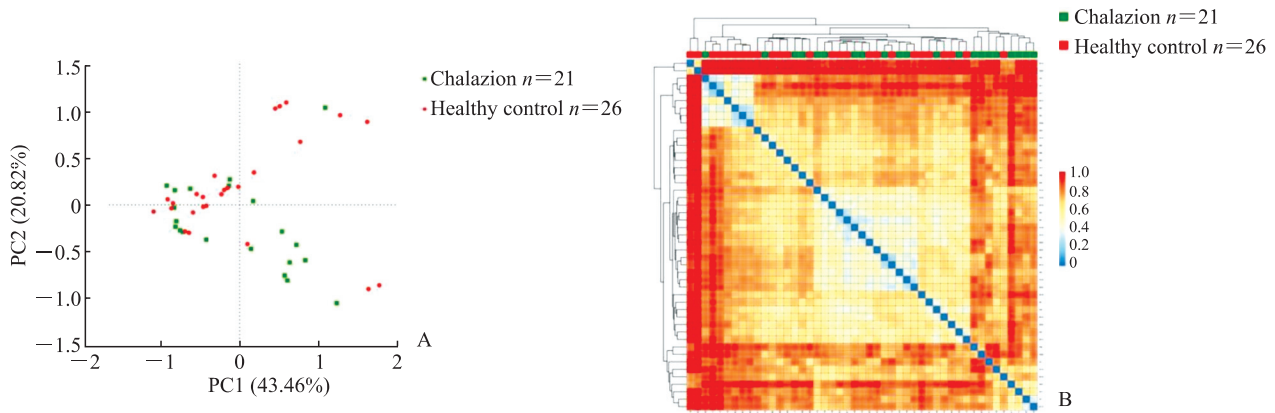 1.5
1.0
0.5
0
−0.5
−1.0
−1.5
−2
−1
0
1
2
PC2 (20.82%)
PC1 (43.46%)
Chalazion n=21
Healthy control n=26
A
Chalazion n=21
Healthy control n=26
1.0
0.8
0.6
0.4
0.2
0
B